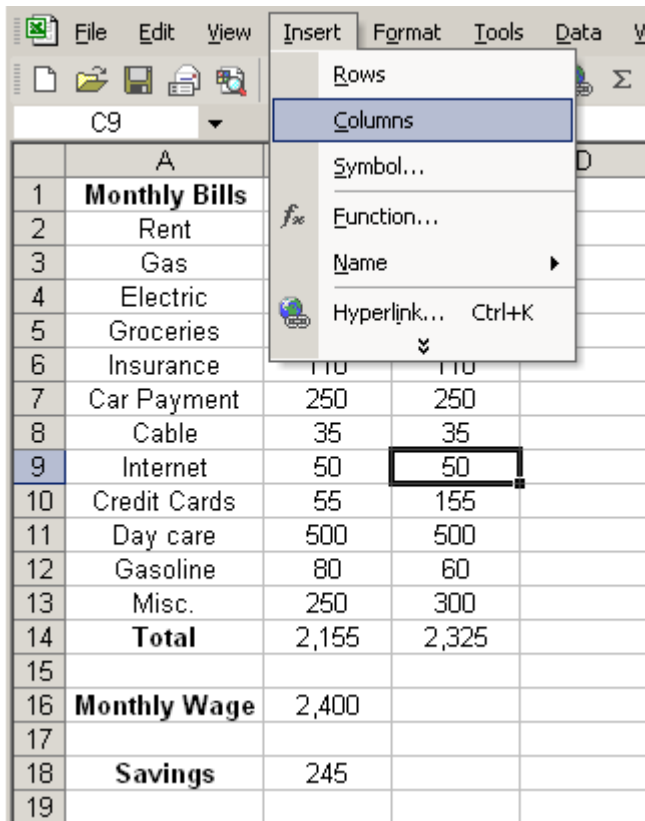 File Edit View Insert Format Tools Data
Rows
C9
Columns
A D
Symbol...
1 Monthly Bills
2 Rent
Function...
3 Gas
Name
4 Electric
Hyperlink... Ctrl+K
5 Groceries
6 Insurance 110 110
7 Car Payment 250 250
8 Cable 35 35
9 Internet 50 50
10 Credit Cards 55 155
11 Day care 500 500
12 Gasoline 80 60
13 Misc. 250 300
14 Total 2,155 2,325
15
16 Monthly Wage 2,400
17
18 Savings 245
19